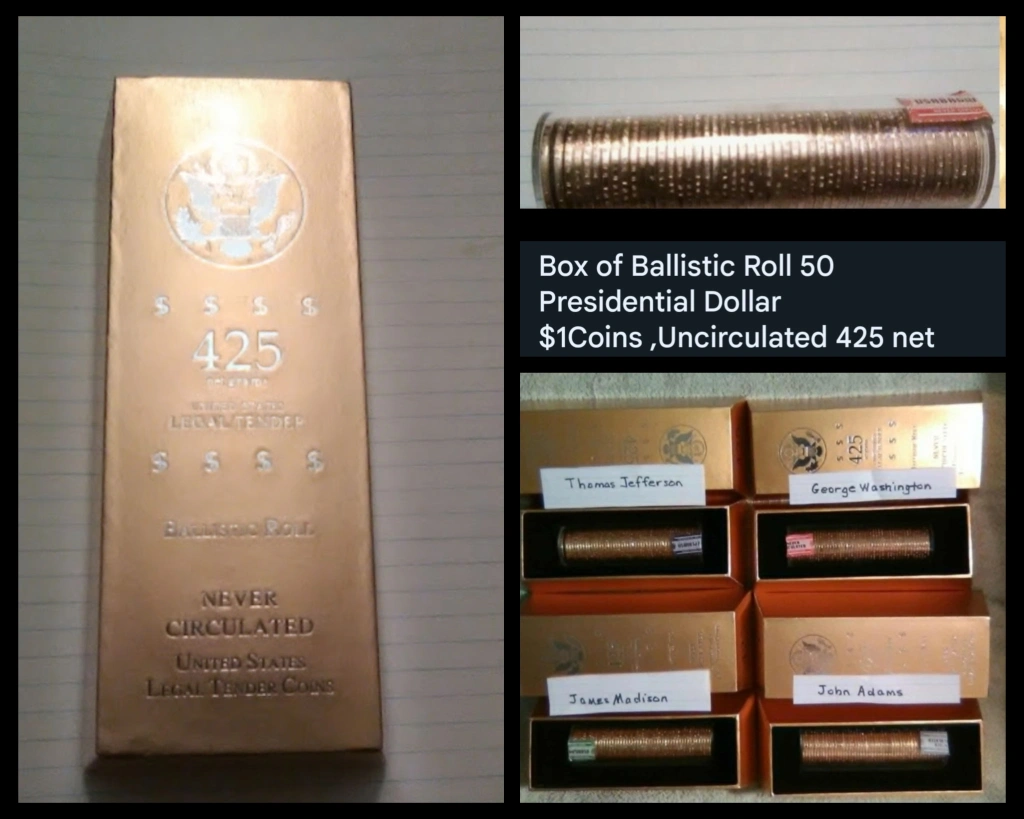 $ $ $ $
425
LEGAL TENDER
$ $ $ $
BALLISTIC ROLL
NEVER
CIRCULATED
UNITED STATES
LEGAL TENDER COINS
Box of Ballistic Roll 50
Presidential Dollar
$1Coins ,Uncirculated 425 net
Thomas Jefferson
George Washington
425
$ $ $ $
$ $ $ $
James Madison
John Adams